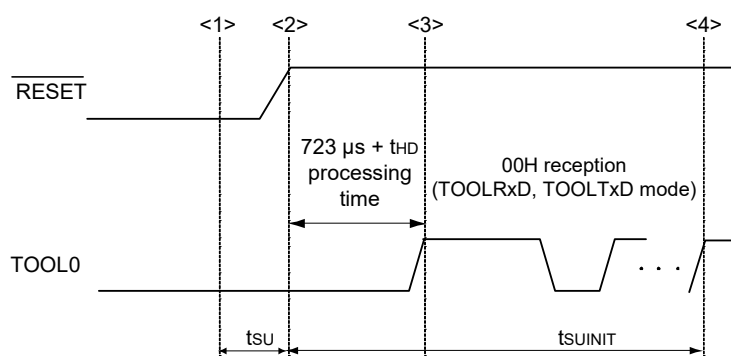 <1> <2> <3> <4>
RESET
723 µs + tHD
processing
time
00H reception
(TOOLRxD, TOOLTxD mode)
TOOL0
. . .
tSU
tSUINIT